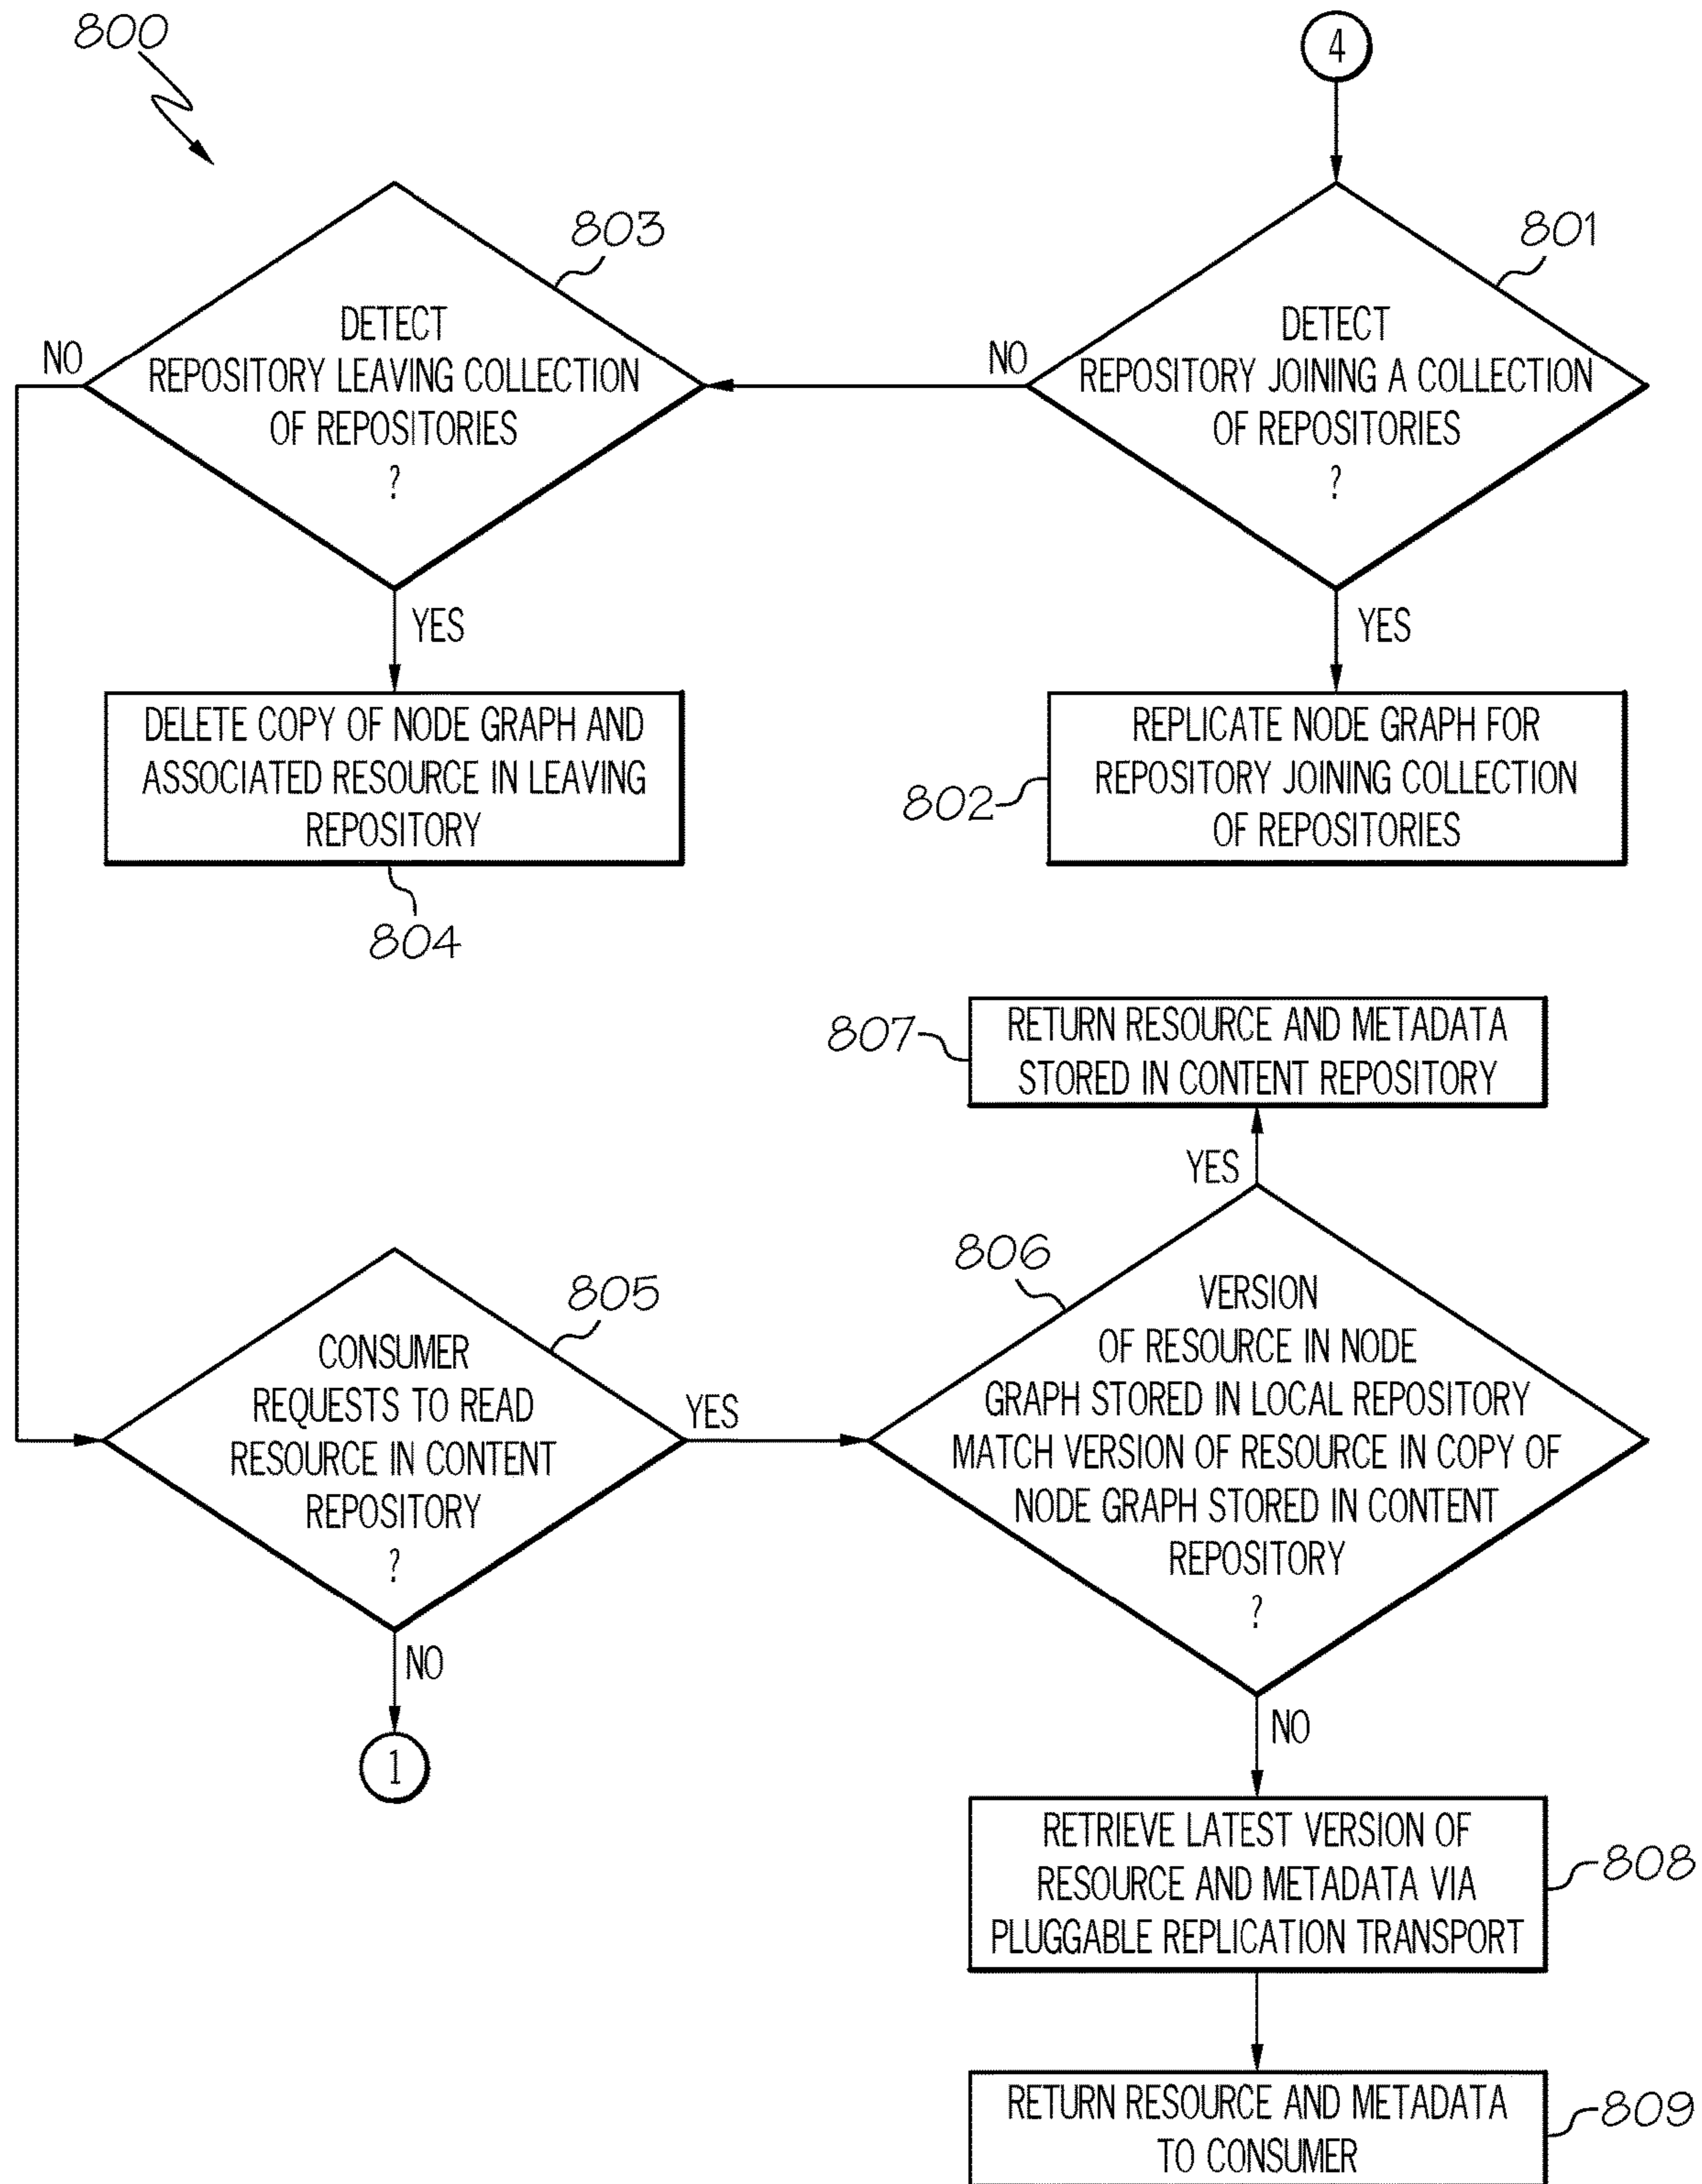 800
4
801
DETECT
REPOSITORY JOINING A COLLECTION
OF REPOSITORIES
?
NO
YES
802
REPLICATE NODE GRAPH FOR
REPOSITORY JOINING COLLECTION
OF REPOSITORIES
803
DETECT
REPOSITORY LEAVING COLLECTION
OF REPOSITORIES
?
NO
YES
DELETE COPY OF NODE GRAPH AND
ASSOCIATED RESOURCE IN LEAVING
REPOSITORY
804
805
CONSUMER
REQUESTS TO READ
RESOURCE IN CONTENT
REPOSITORY
?
YES
NO
1
806
VERSION
OF RESOURCE IN NODE
GRAPH STORED IN LOCAL REPOSITORY
MATCH VERSION OF RESOURCE IN COPY OF
NODE GRAPH STORED IN CONTENT
REPOSITORY
?
YES
807
RETURN RESOURCE AND METADATA
STORED IN CONTENT REPOSITORY
NO
RETRIEVE LATEST VERSION OF
RESOURCE AND METADATA VIA
PLUGGABLE REPLICATION TRANSPORT
808
RETURN RESOURCE AND METADATA
TO CONSUMER
809